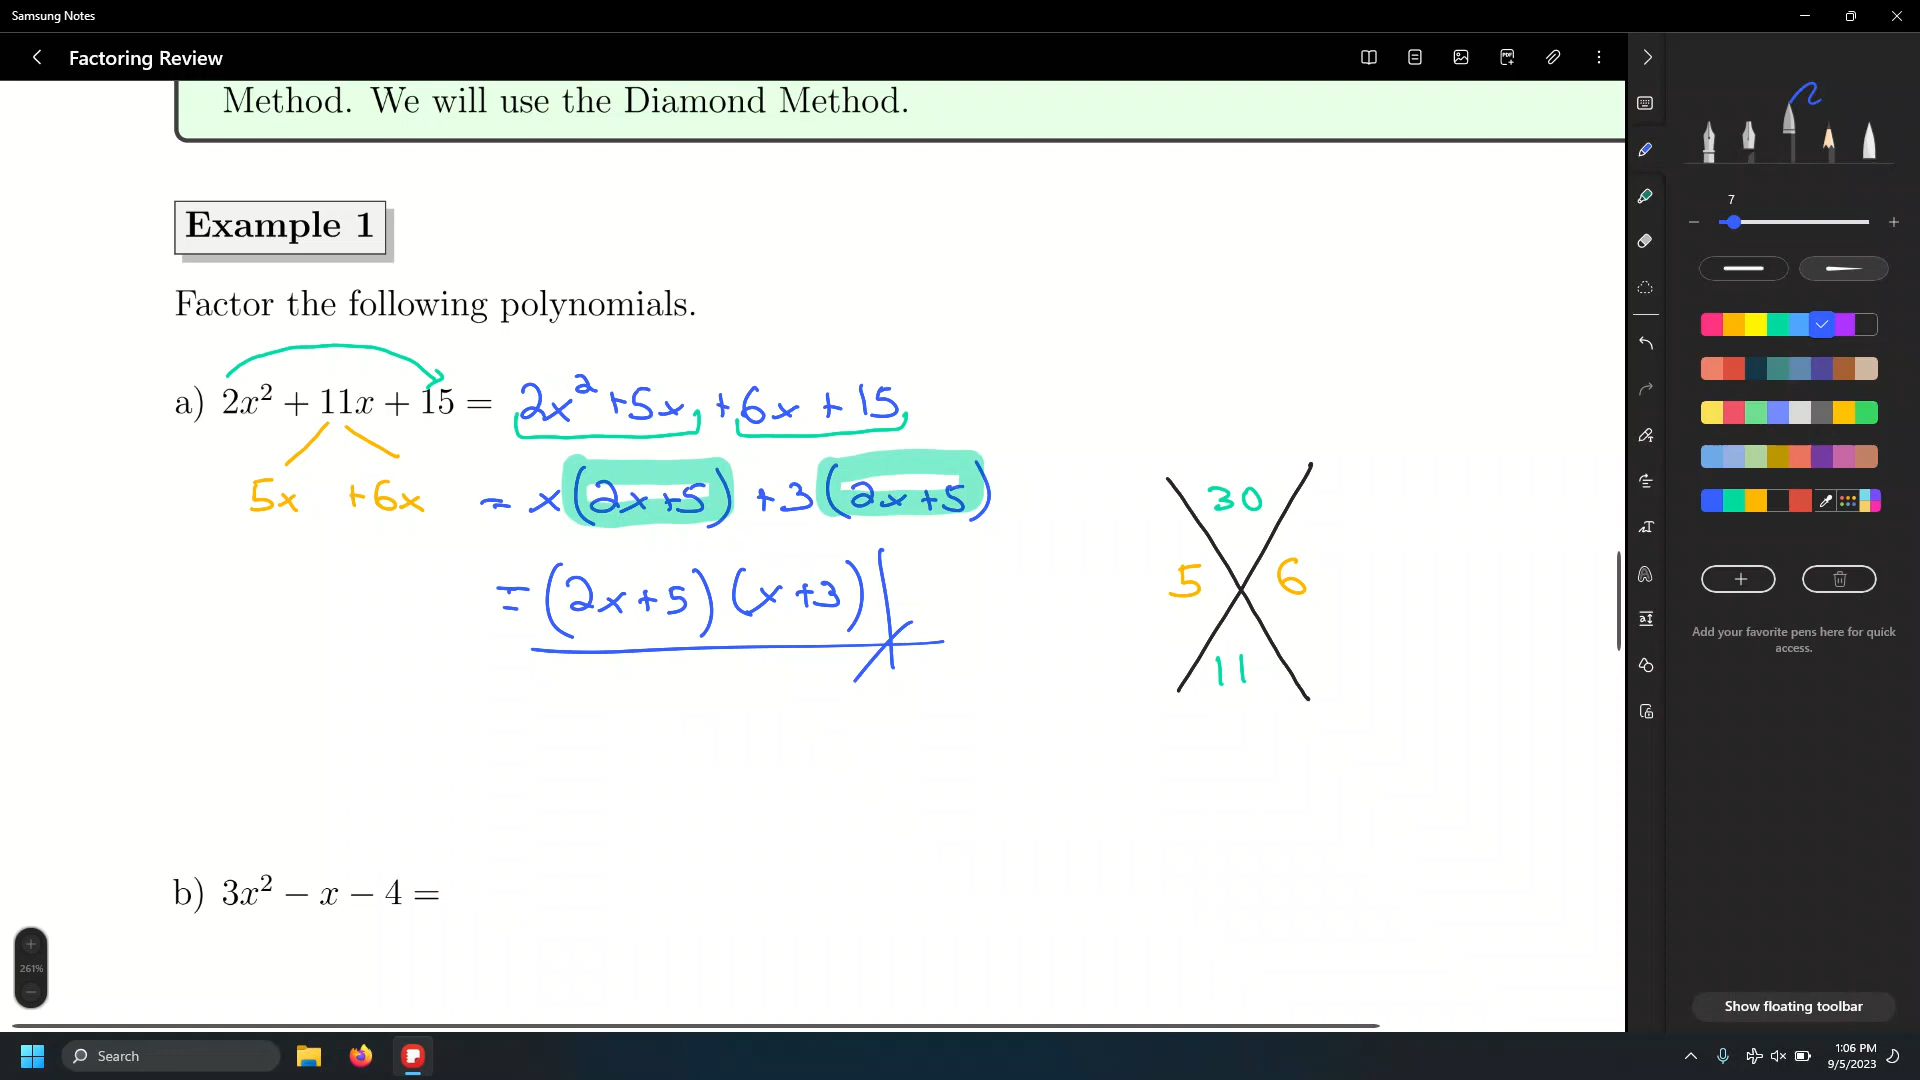 Samsung Notes
Factoring Review
Method. We will use the Diamond Method.
7
Example 1
Factor the following polynomials.
a) 2x² + 11x + 15 = 2x² + 5x + 6x + 15
5x + 6x
= x(2x+5) + 3(2x+5)
= (2x+5)(x+3)
30
5 6
11
Add your favorite pens here for quick
access.
b) 3x² − x − 4 =
261%
Show floating toolbar
Search
1:06 PM
9/5/2023